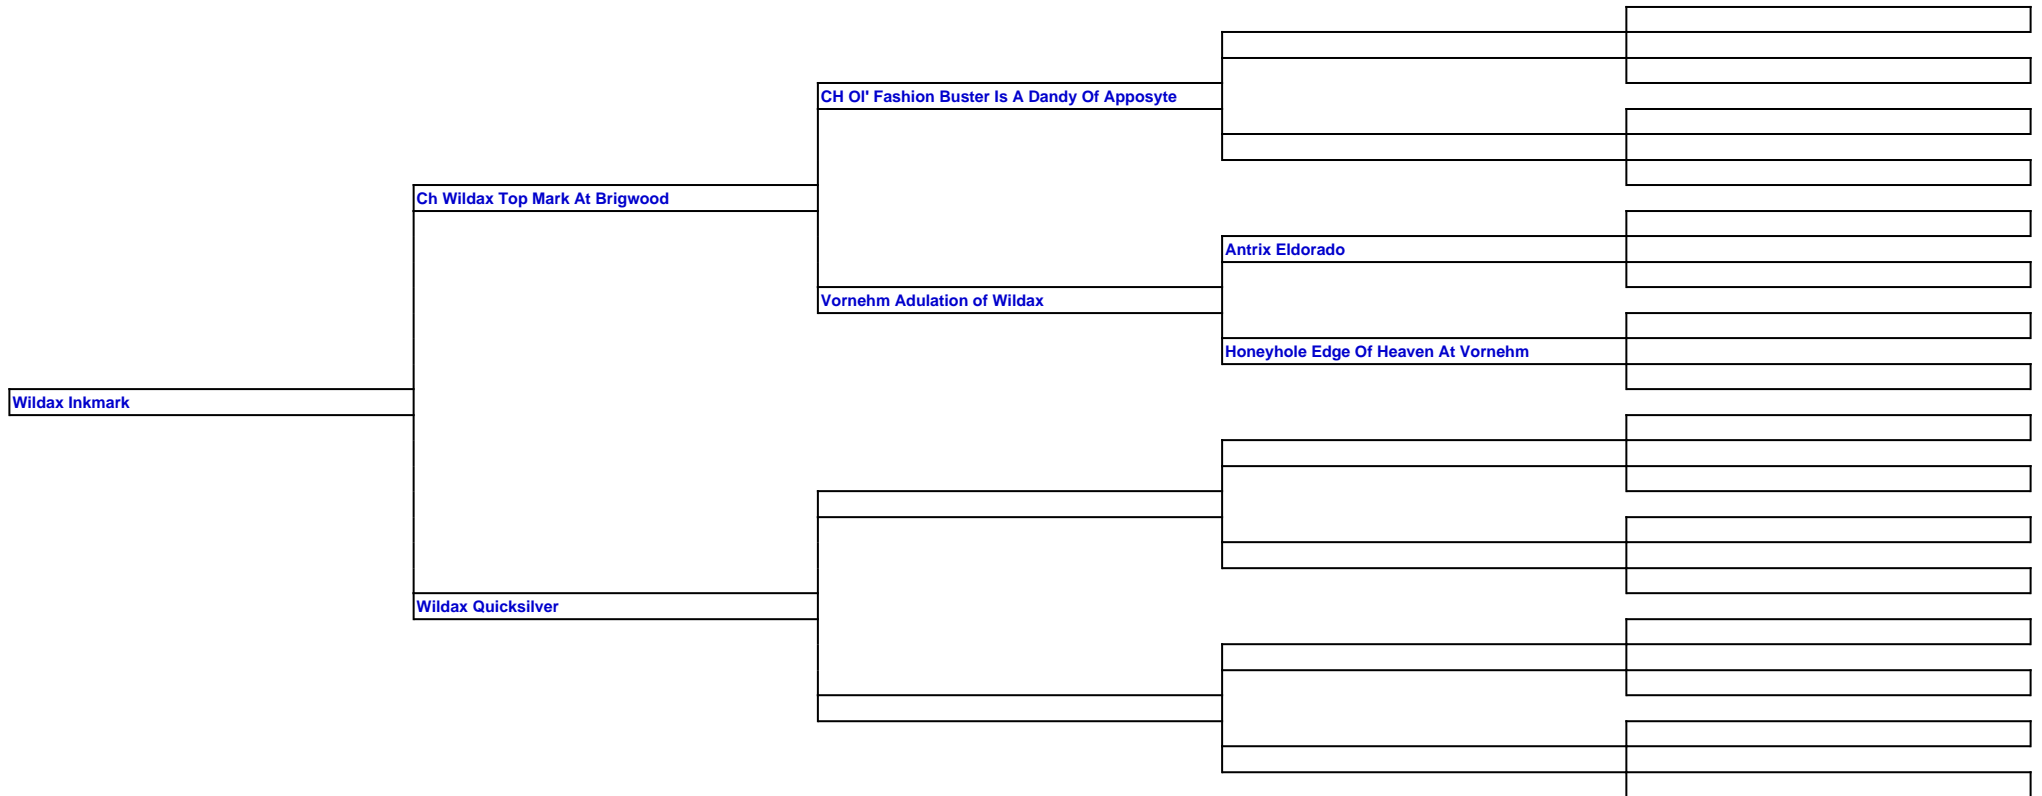 CH Ol' Fashion Buster Is A Dandy Of Apposyte
Ch Wildax Top Mark At Brigwood
Antrix Eldorado
Vornehm Adulation of Wildax
Honeyhole Edge Of Heaven At Vornehm
Wildax Inkmark
Wildax Quicksilver